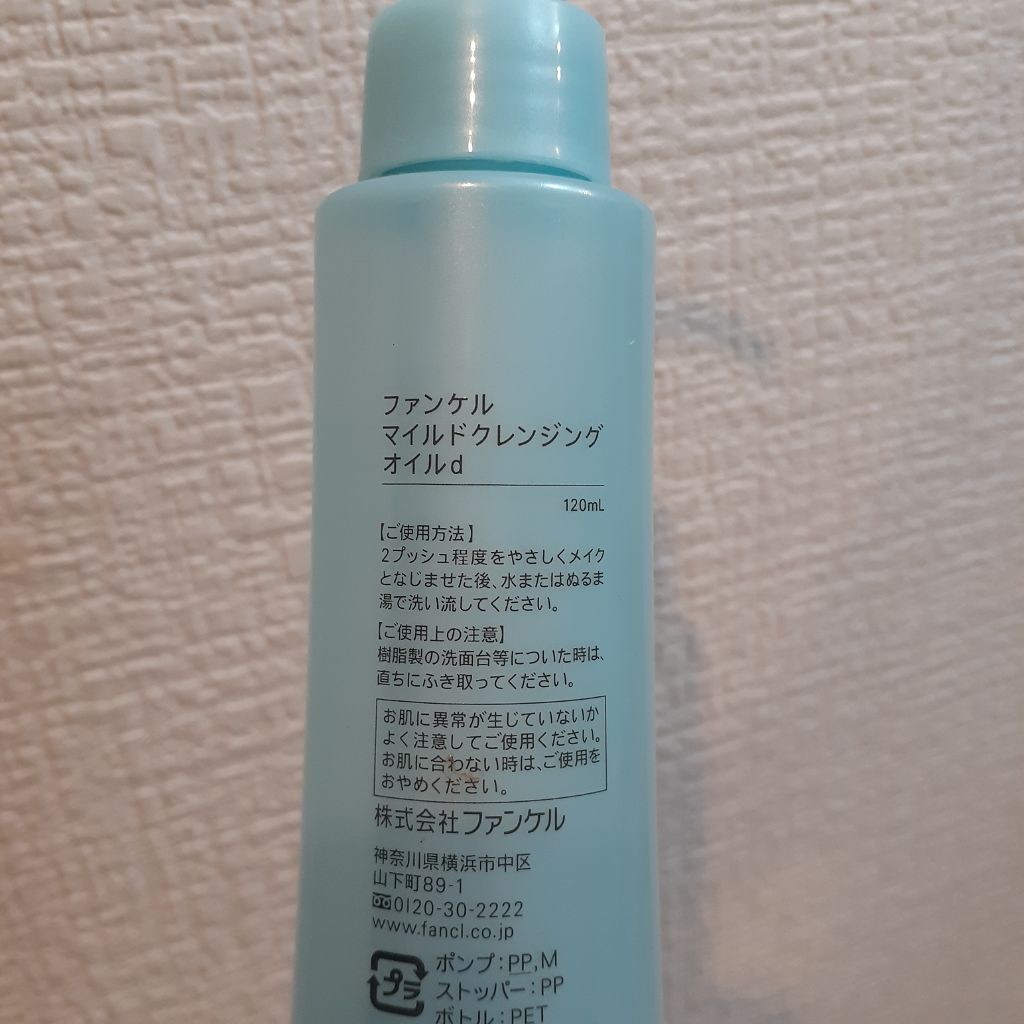 ファンケル
マイルドクレンジング
オイルd
120mL
【ご使用方法】
2プッシュ程度をやさしくメイク
となじませた後、水またはぬるま
湯で洗い流してください。
【ご使用上の注意】
樹脂製の洗面台等についた時は、
直ちにふき取ってください。
お肌に異常が生じていないか
よく注意してご使用ください。
お肌に合わない時は、ご使用を
おやめください。
株式会社ファンケル
神奈川県横浜市中区
山下町89-1
0120-30-2222
www.fancl.co.jp
プラ
ポンプ:PP,M
ストッパー:PP
ボトル:PET